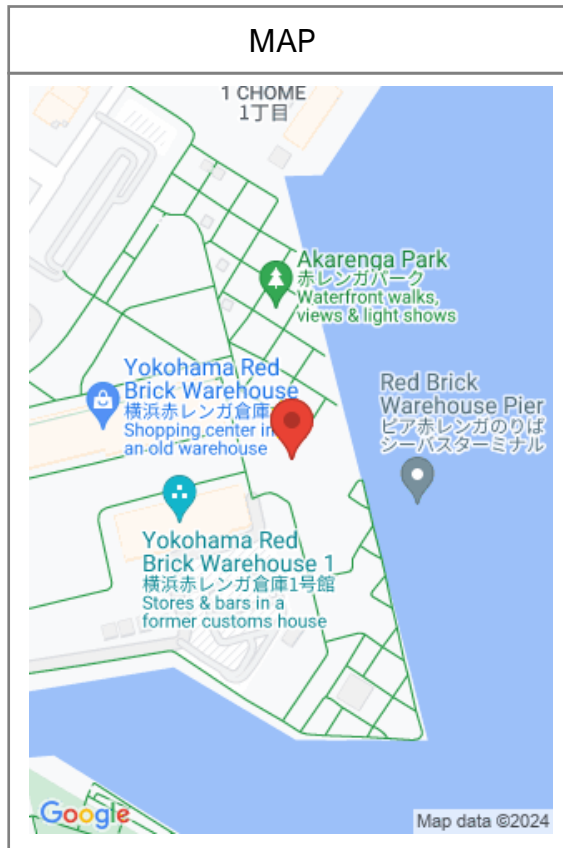 MAP
1 CHOME
1丁目
Akarenga Park
赤レンガパーク
Waterfront walks,
views & light shows
Yokohama Red
Brick Warehouse
横浜赤レンガ倉庫
Shopping center in
an old warehouse
Red Brick
Warehouse Pier
ピア赤レンガのりば
シーバスターミナル
Yokohama Red
Brick Warehouse 1
横浜赤レンガ倉庫1号館
Stores & bars in a
former customs house
Google
Map data ©2024